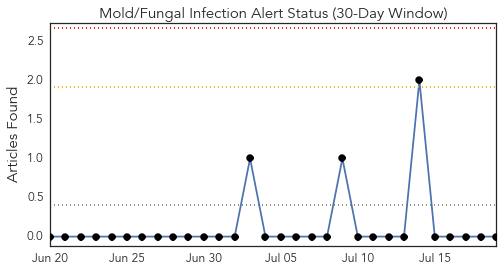 Mold/Fungal Infection Alert Status (30-Day Window)
Articles Found
2.5
2.0
1.5
1.0
0.5
0.0
Jun 20 Jun 25 Jun 30 Jul 05 Jul 10 Jul 15